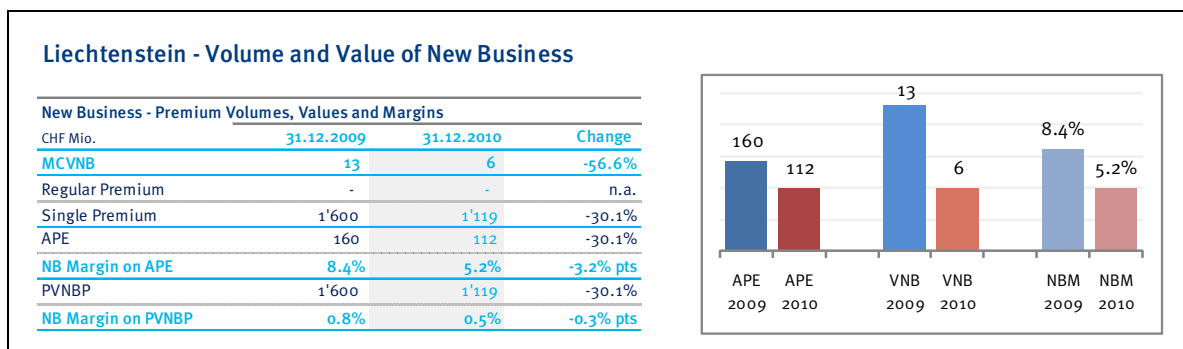 Liechtenstein - Volume and Value of New Business
New Business - Premium Volumes, Values and Margins
CHF Mio. 31.12.2009 31.12.2010 Change
MCVNB 13 6 -56.6%
Regular Premium - - n.a.
Single Premium 1'600 1'119 -30.1%
APE 160 112 -30.1%
NB Margin on APE 8.4% 5.2% -3.2% pts
PVNBP 1'600 1'119 -30.1%
NB Margin on PVNBP 0.8% 0.5% -0.3% pts
13
8.4%
160
112 6 5.2%
APE APE VNB VNB NBM NBM
2009 2010 2009 2010 2009 2010